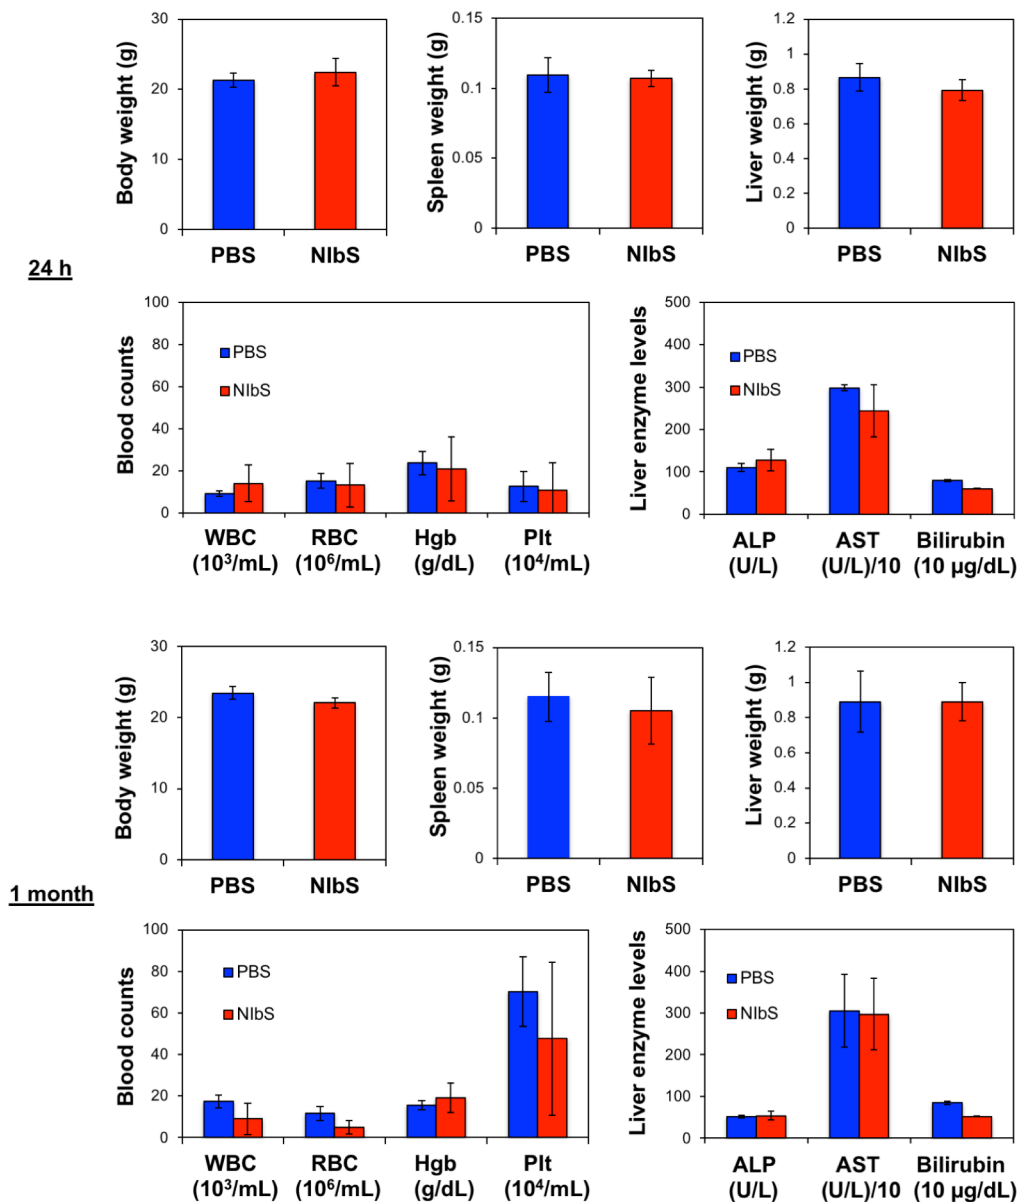 Body weight (g)
30
20
10
0
PBS
NIbS
Spleen weight (g)
0.15
0.1
0.05
0
PBS
NIbS
Liver weight (g)
1.2
1
0.8
0.6
0.4
0.2
0
PBS
NIbS
24 h
Blood counts
100
80
60
40
20
0
PBS
NIbS
WBC
(10³/mL)
RBC
(10⁶/mL)
Hgb
(g/dL)
Plt
(10⁴/mL)
Liver enzyme levels
500
400
300
200
100
0
PBS
NIbS
ALP
(U/L)
AST
(U/L)/10
Bilirubin
(10 µg/dL)
Body weight (g)
30
20
10
0
PBS
NIbS
Spleen weight (g)
0.15
0.1
0.05
0
PBS
NIbS
Liver weight (g)
1.2
1
0.8
0.6
0.4
0.2
0
PBS
NIbS
1 month
Blood counts
100
80
60
40
20
0
PBS
NIbS
WBC
(10³/mL)
RBC
(10⁶/mL)
Hgb
(g/dL)
Plt
(10⁴/mL)
Liver enzyme levels
500
400
300
200
100
0
PBS
NIbS
ALP
(U/L)
AST
(U/L)/10
Bilirubin
(10 µg/dL)